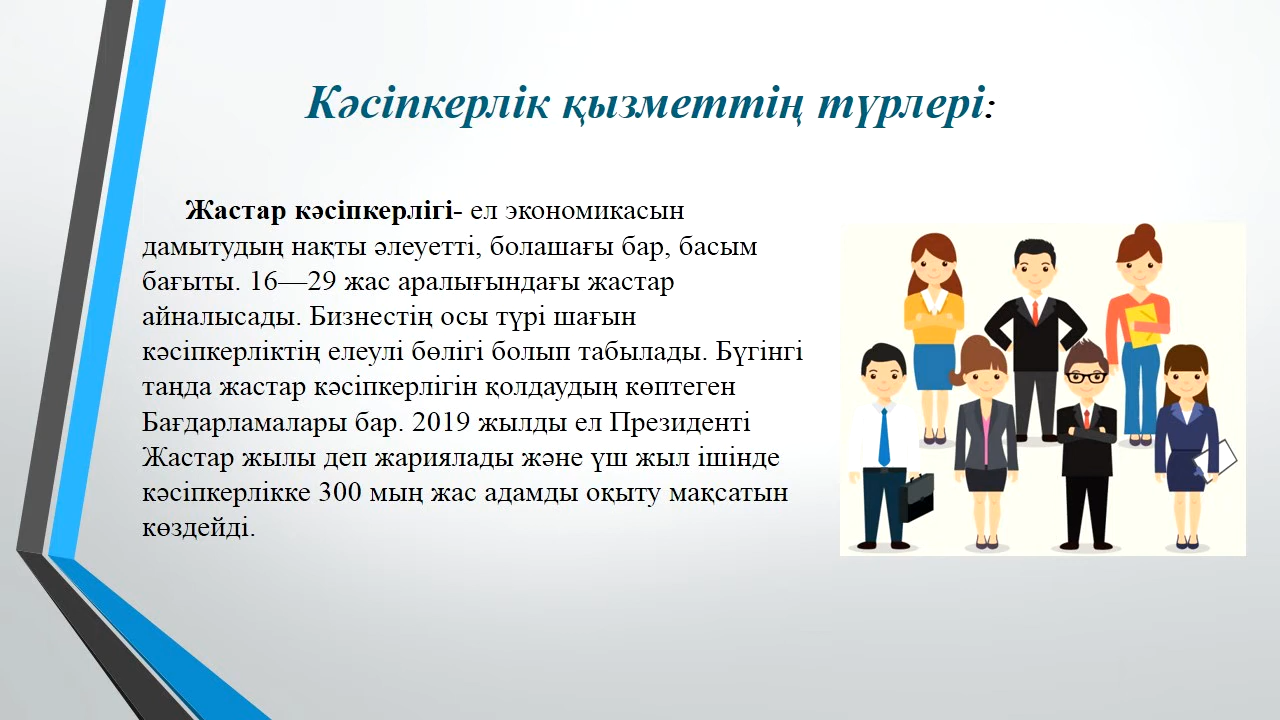 Кәсіпкерлік қызметтің түрлері:
Жастар кәсіпкерлігі- ел экономикасын
дамытудың нақты әлеуетті, болашағы бар, басым
бағыты. 16—29 жас аралығындағы жастар
айналысады. Бизнестің осы түрі шағын
кәсіпкерліктің елеулі бөлігі болып табылады. Бүгінгі
таңда жастар кәсіпкерлігін қолдаудың көптеген
Бағдарламалары бар. 2019 жылды ел Президенті
Жастар жылы деп жариялады және үш жыл ішінде
кәсіпкерлікке 300 мың жас адамды оқыту мақсатын
көздейді.